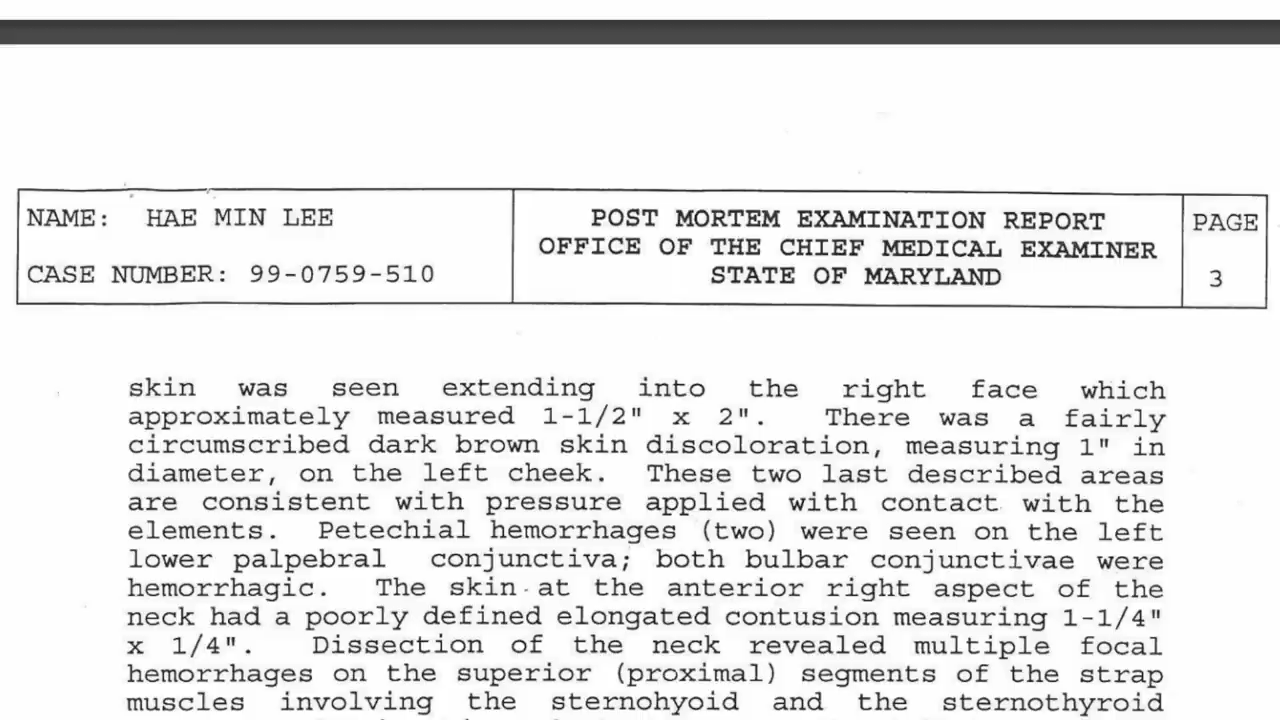 NAME: HAE MIN LEE
CASE NUMBER: 99-0759-510
POST MORTEM EXAMINATION REPORT
OFFICE OF THE CHIEF MEDICAL EXAMINER
STATE OF MARYLAND
PAGE
3
skin was seen extending into the right face which
approximately measured 1-1/2" x 2". There was a fairly
circumscribed dark brown skin discoloration, measuring 1" in
diameter, on the left cheek. These two last described areas
are consistent with pressure applied with contact with the
elements. Petechial hemorrhages (two) were seen on the left
lower palpebral conjunctiva; both bulbar conjunctivae were
hemorrhagic. The skin at the anterior right aspect of the
neck had a poorly defined elongated contusion measuring 1-1/4"
x 1/4". Dissection of the neck revealed multiple focal
hemorrhages on the superior (proximal) segments of the strap
muscles involving the sternohyoid and the sternothyroid